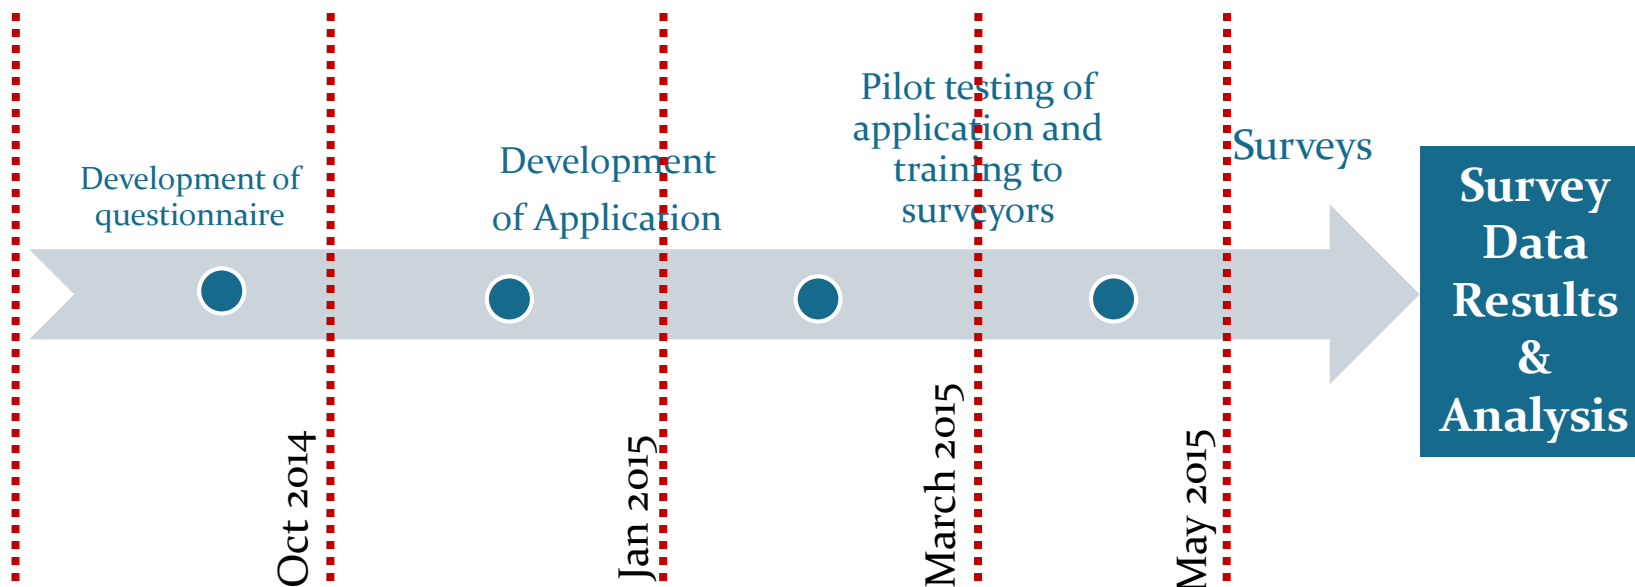 Development of
questionnaire
Development
of Application
Pilot testing of
application and
training to
surveyors
Surveys
Survey
Data
Results
&
Analysis
Oct 2014
Jan 2015
March 2015
May 2015